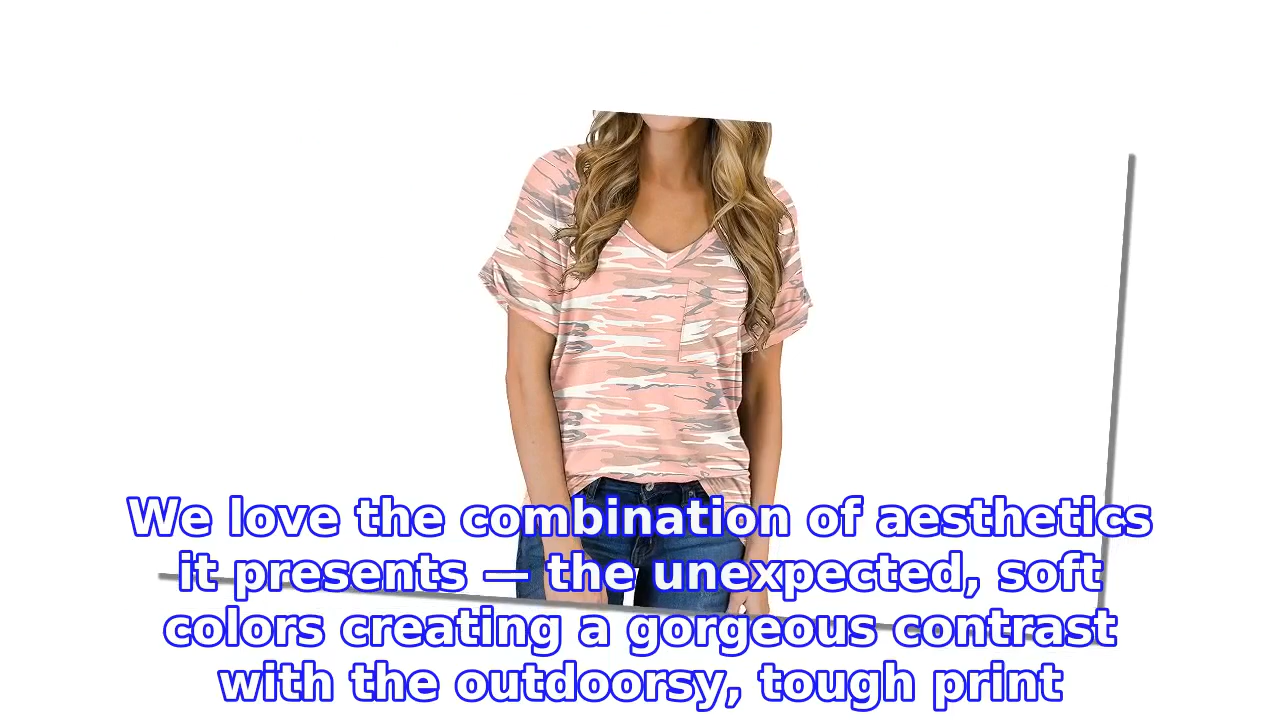 We love the combination of aesthetics
it presents — the unexpected, soft
colors creating a gorgeous contrast
with the outdoorsy, tough print